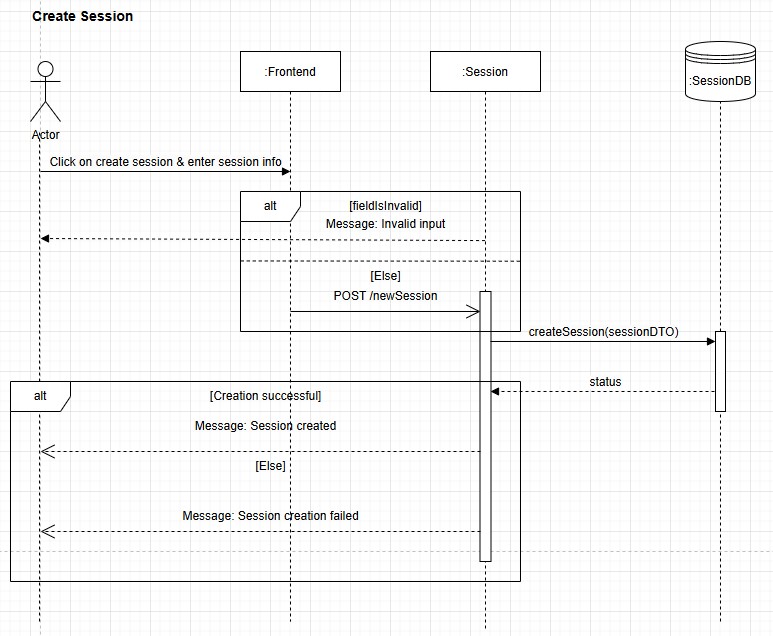 Create Session
:Frontend
:Session
:SessionDB
Actor
Click on create session & enter session info
alt
[fieldIsInvalid]
Message: Invalid input
[Else]
POST /newSession
createSession(sessionDTO)
status
alt
[Creation successful]
Message: Session created
[Else]
Message: Session creation failed